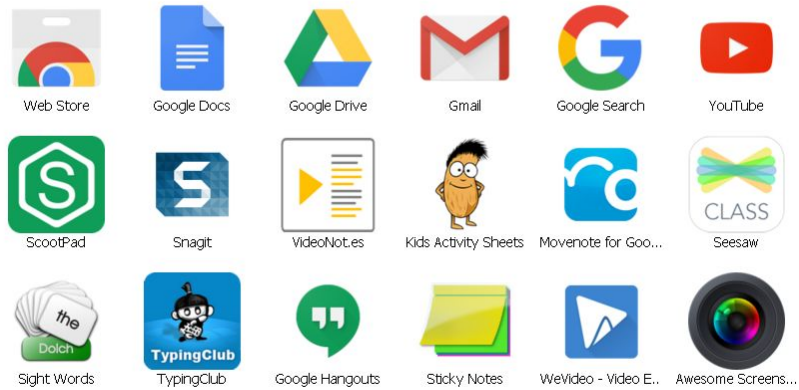 Web Store
Google Docs
Google Drive
Gmail
Google Search
YouTube
S
S
CLASS
ScootPad
Snagit
VideoNot.es
Kids Activity Sheets
Movenote for Goo...
Seesaw
the
Dolch
TypingClub
Sight Words
TypingClub
Google Hangouts
Sticky Notes
WeVideo - Video E..
Awesome Screens...